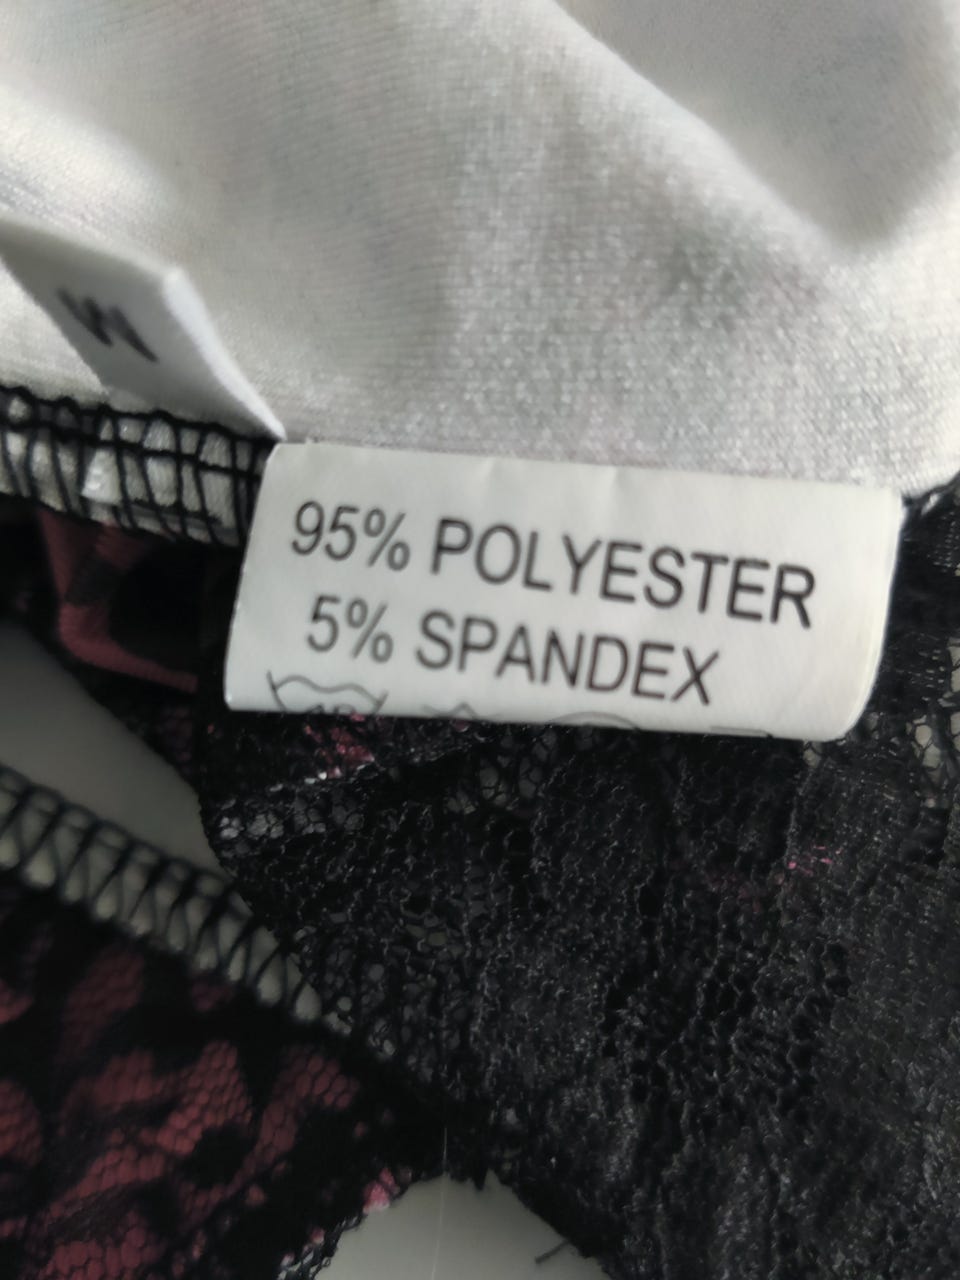 M
95% POLYESTER
5% SPANDEX